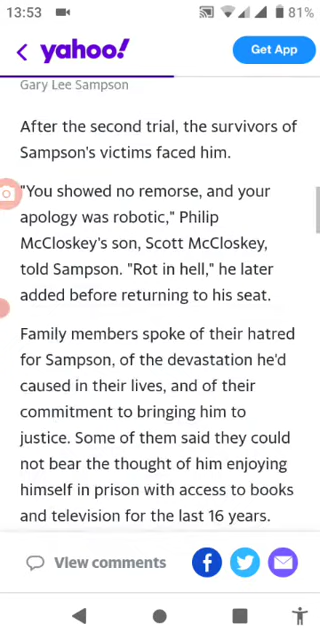 13:53
81%
yahoo!
Get App
Gary Lee Sampson
After the second trial, the survivors of
Sampson's victims faced him.
"You showed no remorse, and your
apology was robotic," Philip
McCloskey's son, Scott McCloskey,
told Sampson. "Rot in hell," he later
added before returning to his seat.
Family members spoke of their hatred
for Sampson, of the devastation he'd
caused in their lives, and of their
commitment to bringing him to
justice. Some of them said they could
not bear the thought of him enjoying
himself in prison with access to books
and television for the last 16 years.
View comments